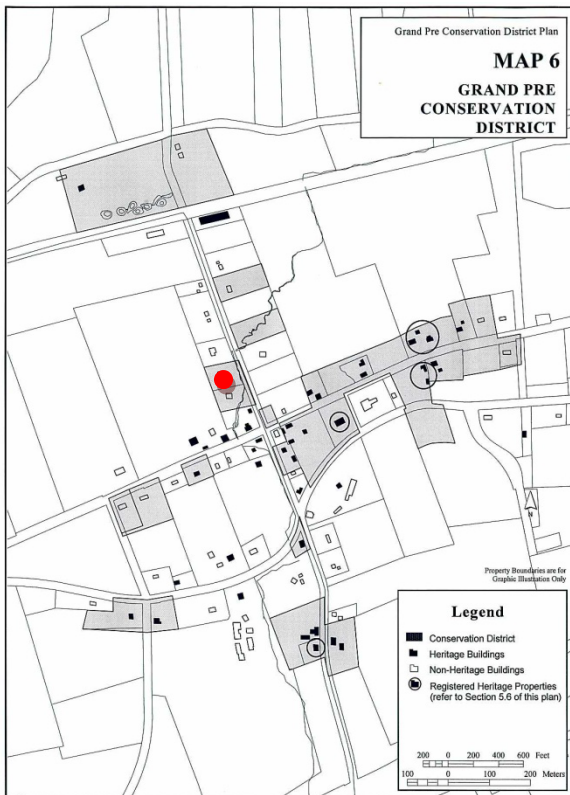 Grand Pre Conservation District Plan
MAP 6
GRAND PRE
CONSERVATION
DISTRICT
N
Property Boundaries are for
Graphic Illustration Only
Legend
Conservation District
Heritage Buildings
Non-Heritage Buildings
Registered Heritage Properties
(refer to Section 5.6 of this plan)
200 0 200 400 600 Feet
100 0 100 200 Meters